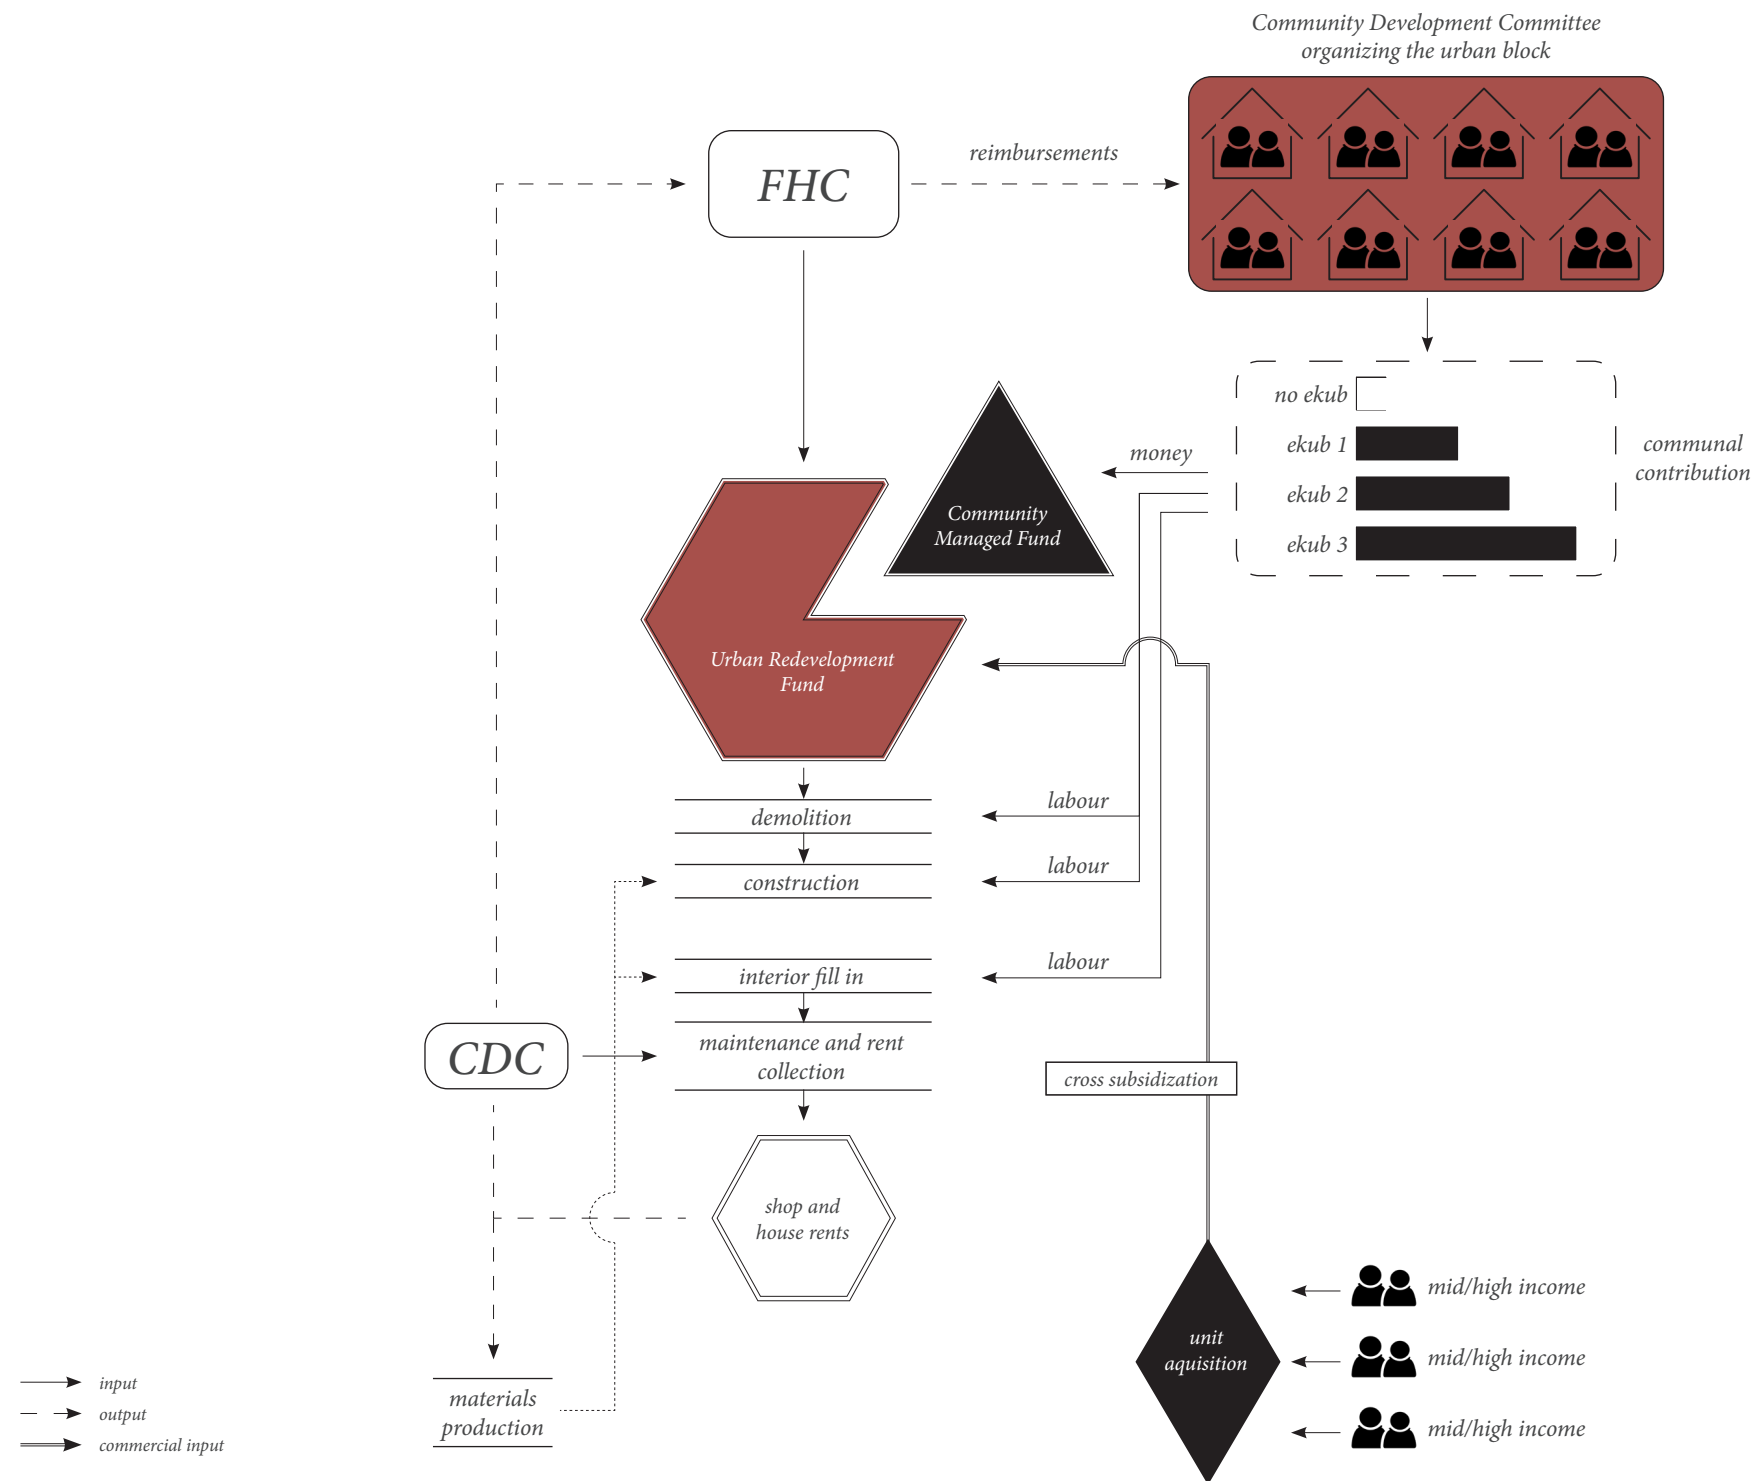 Community Development Committee
organizing the urban block
FHC
reimbursements
no ekub
ekub 1
ekub 2
ekub 3
communal
contribution
money
Community
Managed Fund
Urban Redevelopment
Fund
demolition
labour
construction
labour
interior fill in
labour
CDC
maintenance and rent
collection
cross subsidization
shop and
house rents
unit
aquisition
mid/high income
mid/high income
mid/high income
materials
production
input
output
commercial input